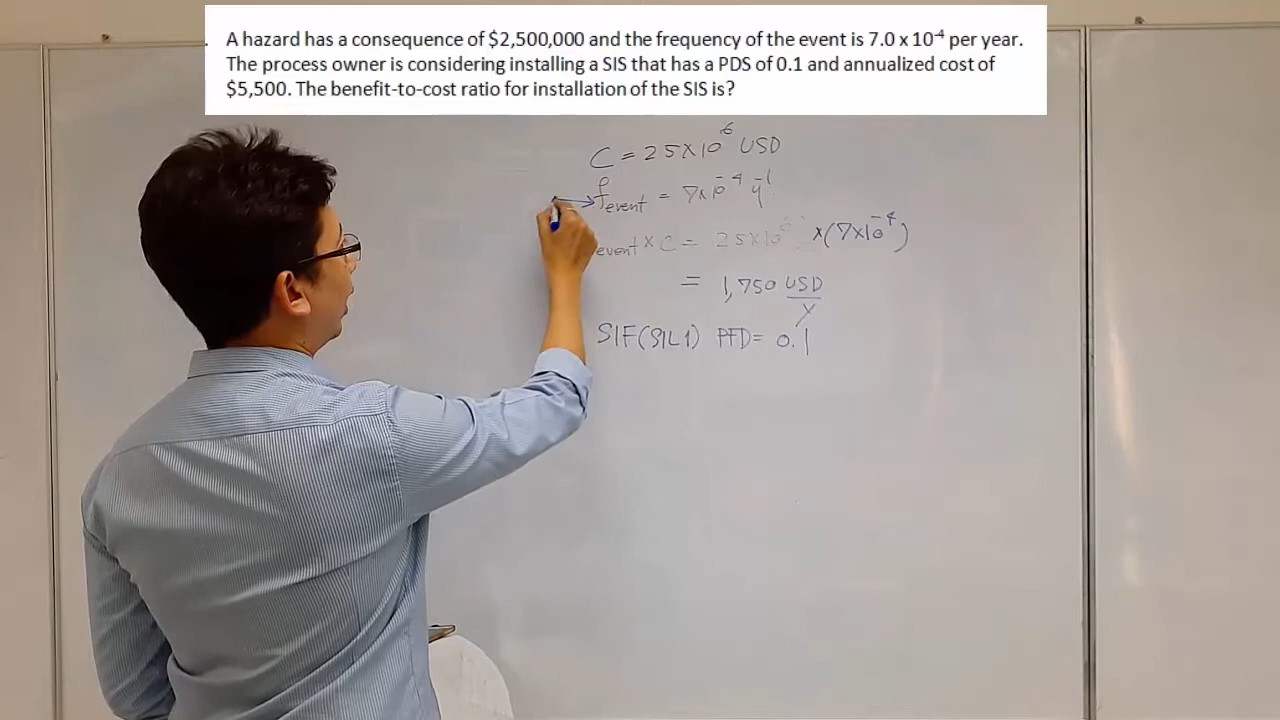 A hazard has a consequence of $2,500,000 and the frequency of the event is 7.0 x 10⁻⁴ per year.
The process owner is considering installing a SIS that has a PDS of 0.1 and annualized cost of
$5,500. The benefit-to-cost ratio for installation of the SIS is?
C = 25x10⁶ USD
f event = 7x10⁻⁴ y⁻¹
event x C = 25x10⁶ x(7x10⁻⁴)
= 1,750 USD
y
SIF(SIL1) PFD= 0.1